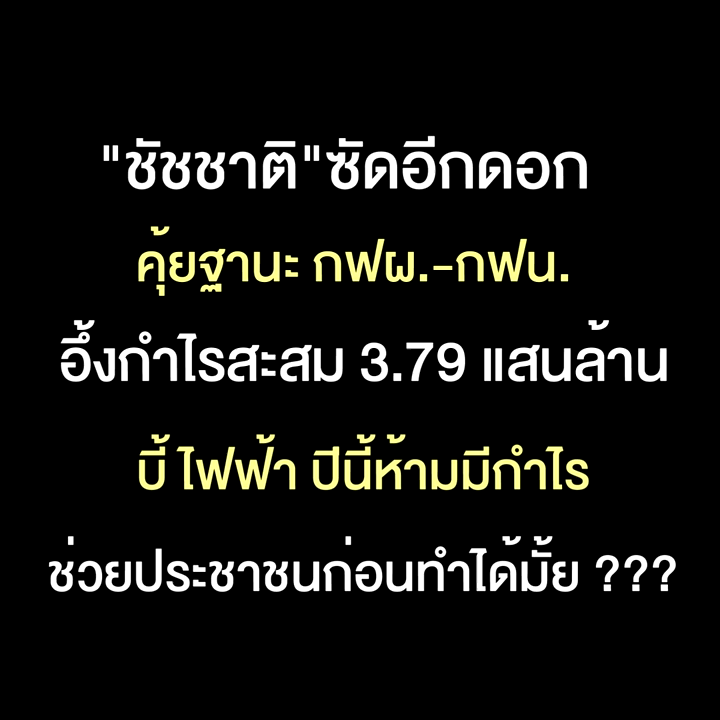 "ชัชชาติ"ซัดอีกดอก
คุ้ยฐานะ กฟผ.-กฟน.
อึ้งกำไรสะสม 3.79 แสนล้าน
บี้ ไฟฟ้า ปีนี้ห้ามมีกำไร
ช่วยประชาชนก่อนทำได้มั้ย ???